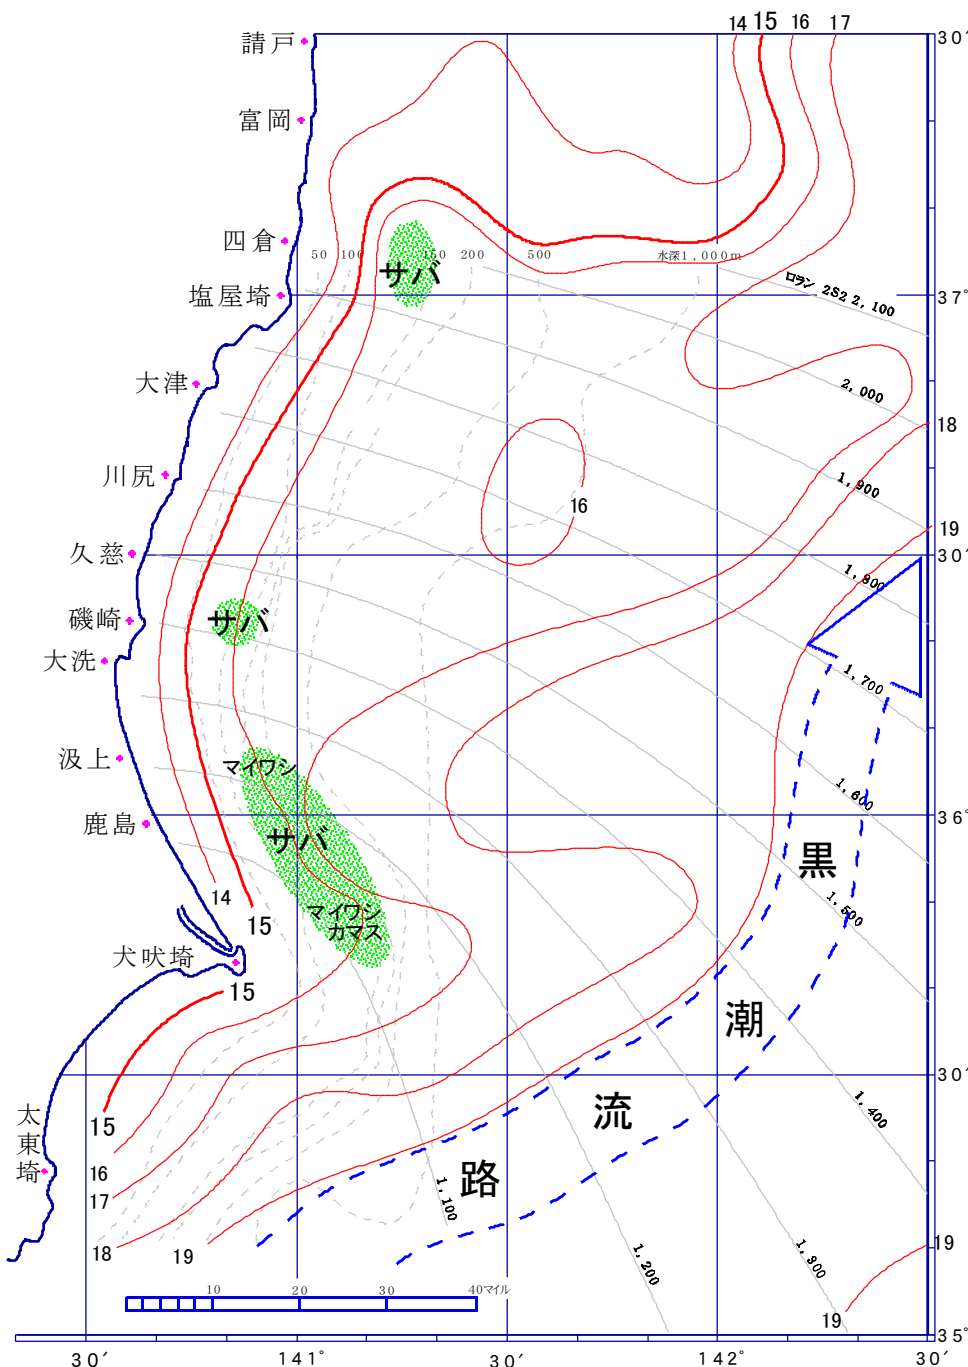 14 15 16 17
30′
請戸
富岡
四倉
50 100 150 200 500 水深1,000m
サバ
塩屋埼
37°
ロラン 2S2 2,100
大津
2,000
18
川尻
1,900
16
19
久慈
30′
1,800
磯崎
サバ
大洗
1,700
汲上
マイワシ
1,600
鹿島
サバ
36°
黒
14
15
マイワシ
カマス
1,500
犬吠埼
15
潮
30′
太東埼
15
流
1,400
16
17
路
1,100
18
19
1,200
1,300
19
10 20 30 40マイル
19
35°
30′ 141° 30′ 142° 30′